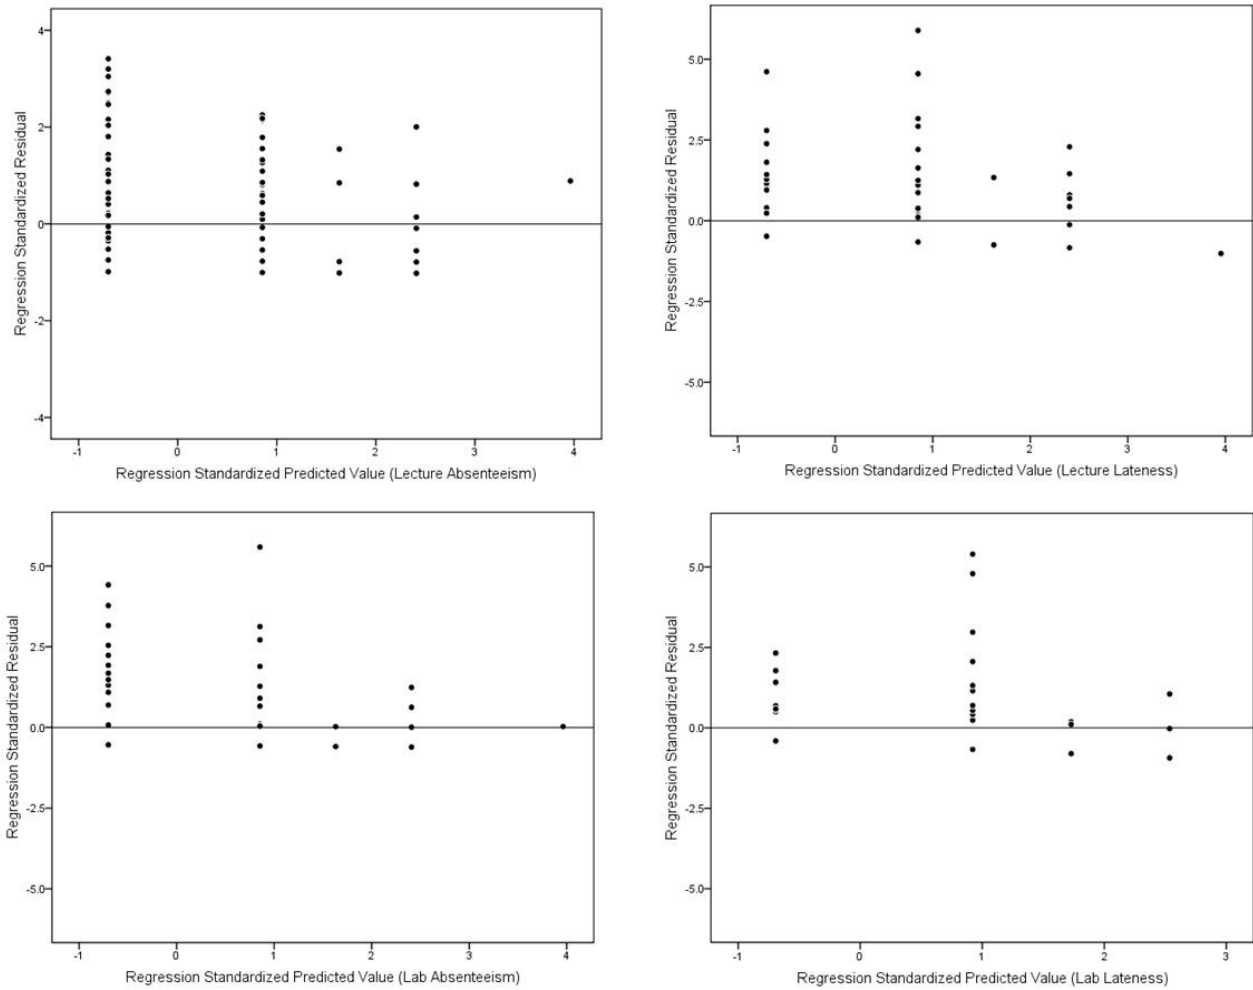 4
2
0
-2
-4
Regression Standardized Residual
-1 0 1 2 3 4
Regression Standardized Predicted Value (Lecture Absenteeism)
5.0
2.5
0.0
-2.5
-5.0
Regression Standardized Residual
-1 0 1 2 3 4
Regression Standardized Predicted Value (Lecture Lateness)
5.0
2.5
0.0
-2.5
-5.0
Regression Standardized Residual
-1 0 1 2 3 4
Regression Standardized Predicted Value (Lab Absenteeism)
5.0
2.5
0.0
-2.5
-5.0
Regression Standardized Residual
-1 0 1 2 3
Regression Standardized Predicted Value (Lab Lateness)